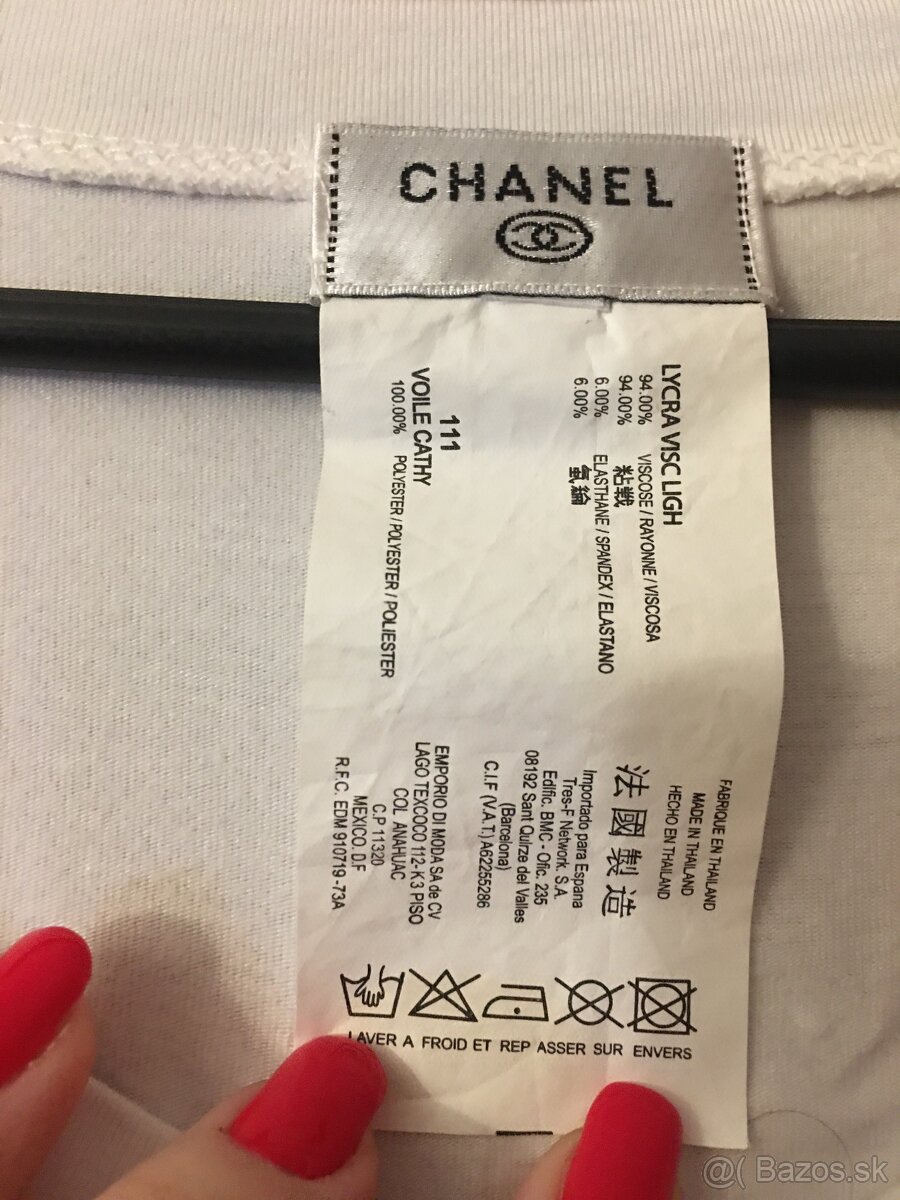 CHANEL
LYCRA VISC LIGH
94.00% VISCOSE / RAYONNE / VISCOSA
94.00% 粘戦
6.00% ELASTHANE / SPANDEX / ELASTANO
6.00% 氨綸
111
VOILE CATHY
100.00% POLYESTER / POLYESTER / POLIESTER
FABRIQUE EN THAILAND
MADE IN THAILAND
HECHO EN THAILAND
法國製造
Importado para Espana
Tres-F Network. S.A.
Edific. BMC - Ofic. 235
08192 Sant Quirze del Valles
(Barcelona)
C.I.F (V.A.T.) A62255286
EMPORIO DI MODA SA de CV
LAGO TEXCOCO 112- K3 PISO
COL ANAHUAC
C.P 11320
MEXICO. D.F
R.F.C. EDM 910719 -73A
LAVER A FROID ET REP ASSER SUR ENVERS
@( Bazos.sk